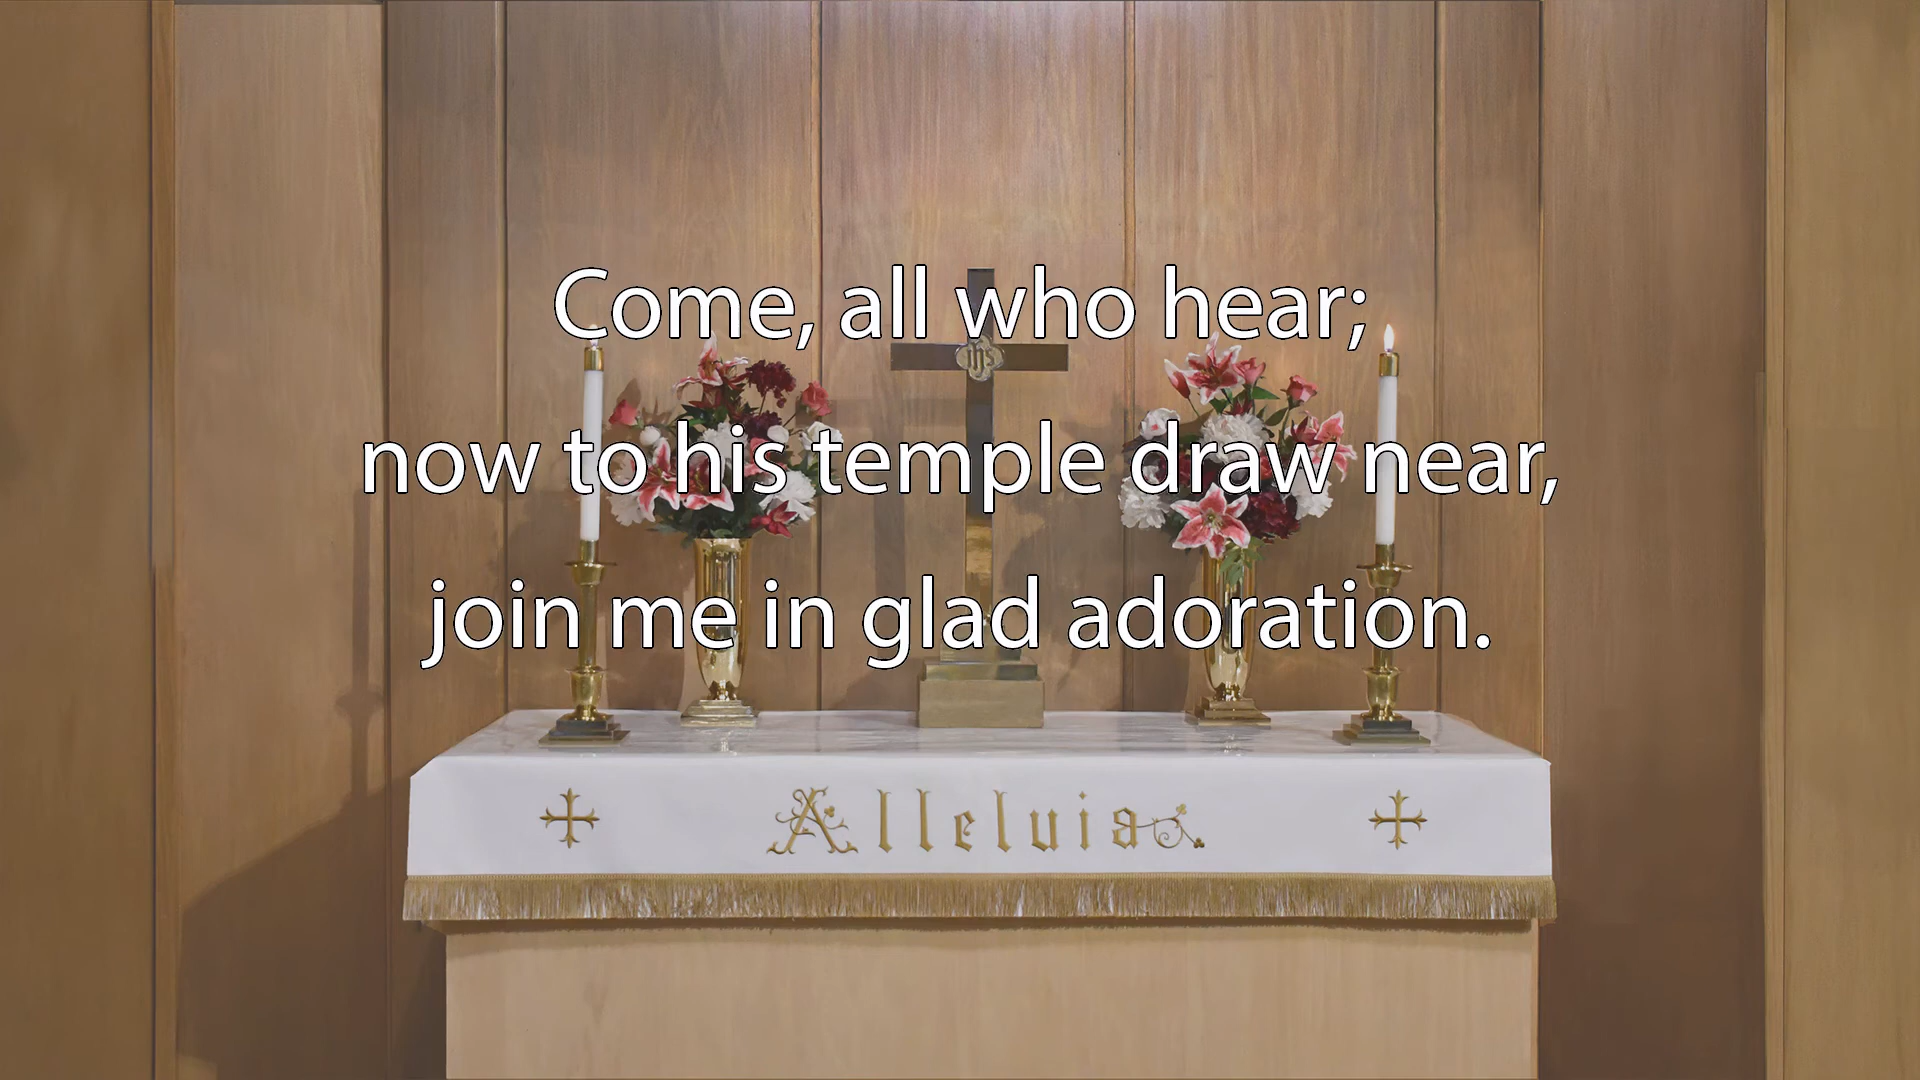 Come, all who hear;
ihs
now to his temple draw near,
join me in glad adoration.
Alleluia